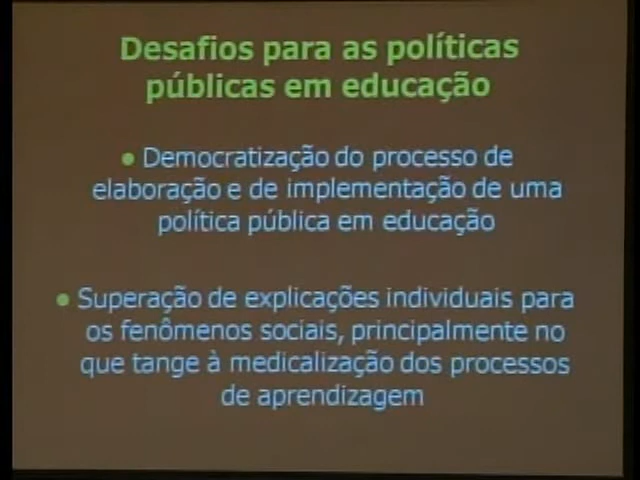 Desafios para as políticas
públicas em educação
● Democratização do processo de
elaboração e de implementação de uma
política pública em educação
● Superação de explicações individuais para
os fenômenos sociais, principalmente no
que tange à medicalização dos processos
de aprendizagem